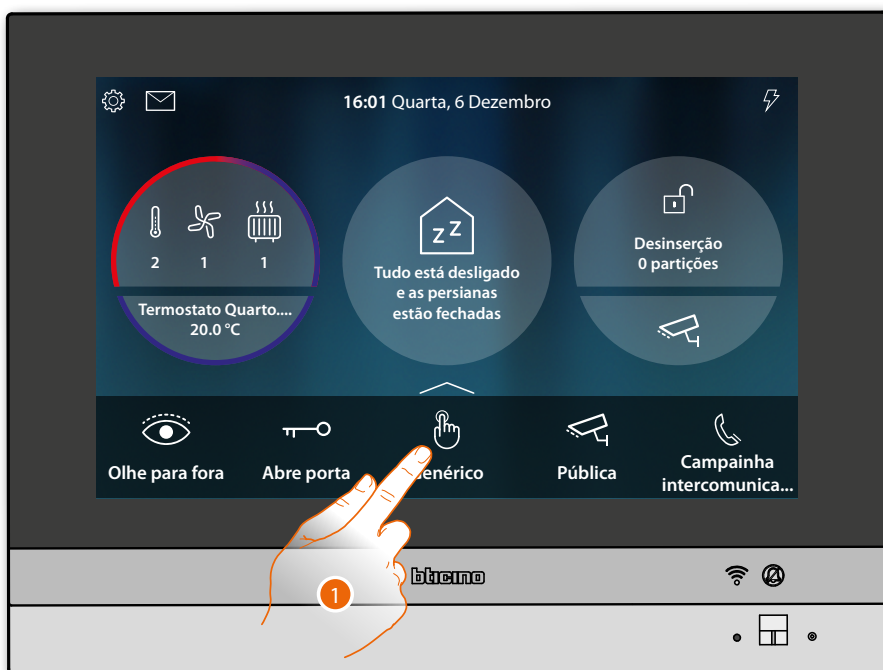 16:01 Quarta, 6 Dezembro
2 1 1
Termostato Quarto....
20.0 °C
zz
Tudo está desligado
e as persianas
estão fechadas
Desinserção
0 partições
Olhe para fora
Abre porta
enérico
Pública
Campainha
intercomunica...
bticino
1